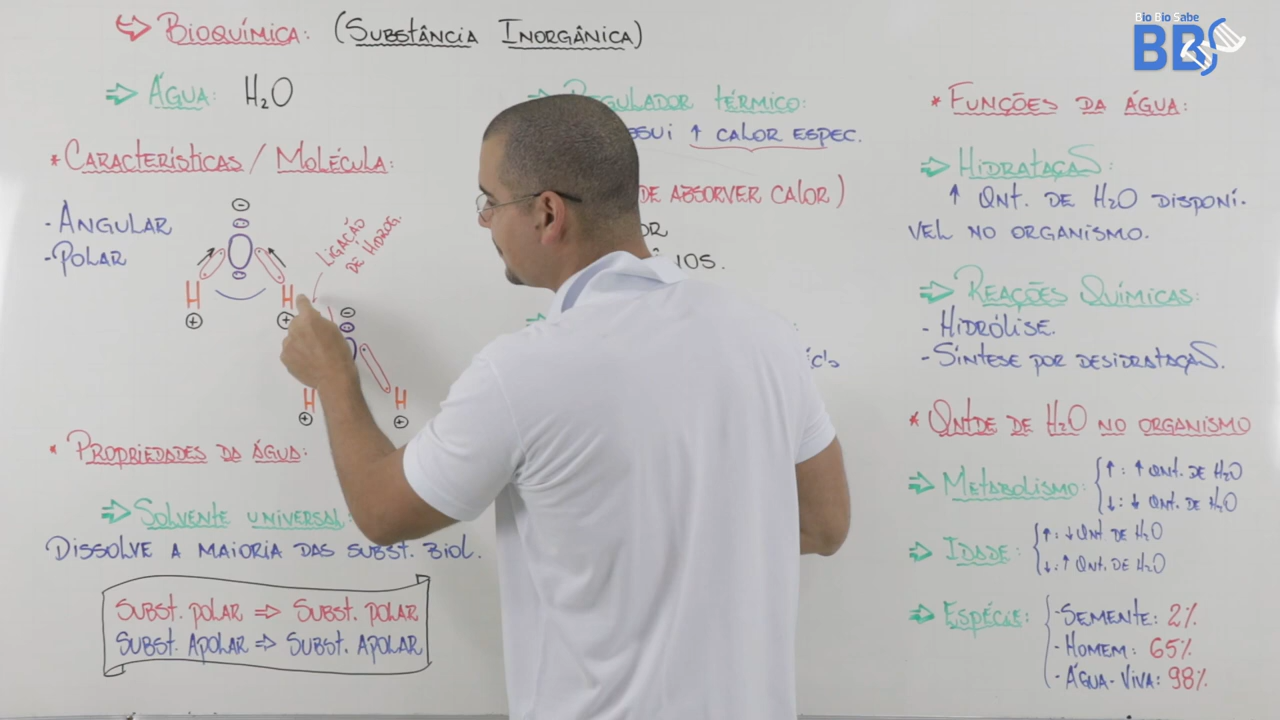 Bio Bio Sabe
BBS
BIOQUÍMICA: (SUBSTÂNCIA INORGÂNICA)
ÁGUA: H₂O
* CARACTERÍSTICAS / MOLÉCULA:
- ANGULAR
- POLAR
LIGAÇÃO
DE HIDROG.
H
H
H
H
* PROPRIEDADES DA ÁGUA:
SOLVENTE UNIVERSAL:
DISSOLVE A MAIORIA DAS SUBST. BIOL.
SUBST. POLAR ⇒ SUBST. POLAR
SUBST. APOLAR ⇒ SUBST. APOLAR
REGULADOR TÉRMICO:
↑ CALOR ESPEC.
DE ABSORVER CALOR)
* FUNÇÕES DA ÁGUA:
HIDRATAÇÃO:
↑ QNT. DE H₂O DISPONÍ-
VEL NO ORGANISMO.
REAÇÕES QUÍMICAS:
- HIDRÓLISE.
- SÍNTESE POR DESIDRATAÇÃO.
* QNTDE DE H₂O NO ORGANISMO
METABOLISMO: ↑: ↑ QNT. DE H₂O
↓: ↓ QNT. DE H₂O
IDADE: ↑: ↓ QNT DE H₂O
↓: ↑ QNT. DE H₂O
ESPÉCIE: - SEMENTE: 2%
- HOMEM: 65%
- ÁGUA-VIVA: 98%